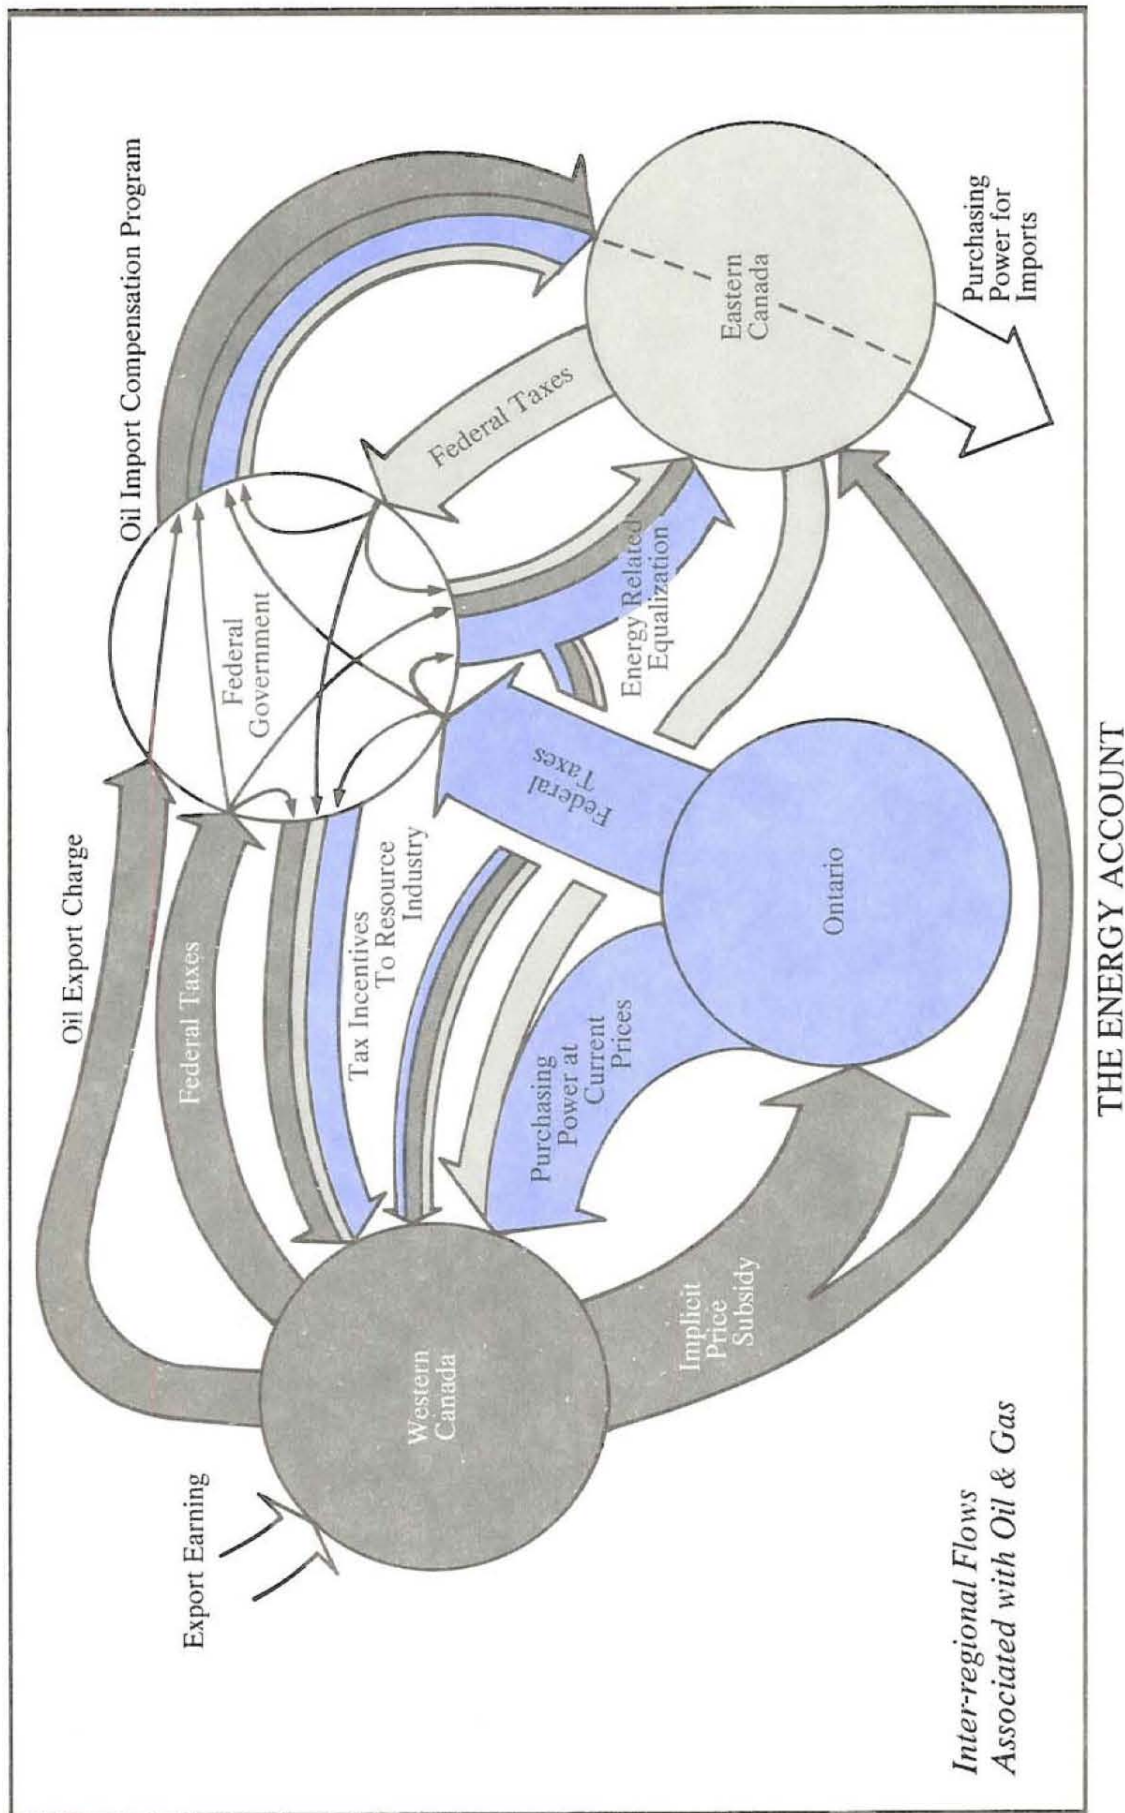 Export Earning
Oil Export Charge
Oil Import Compensation Program
Federal Taxes
Federal
Government
Tax Incentives
To Resource
Industry
Western
Canada
Purchasing
Power at
Current
Prices
Federal
Taxes
Energy Related
Equalization
Federal Taxes
Eastern
Canada
Implicit
Price
Subsidy
Ontario
Purchasing
Power for
Imports
Inter-regional Flows
Associated with Oil & Gas
THE ENERGY ACCOUNT